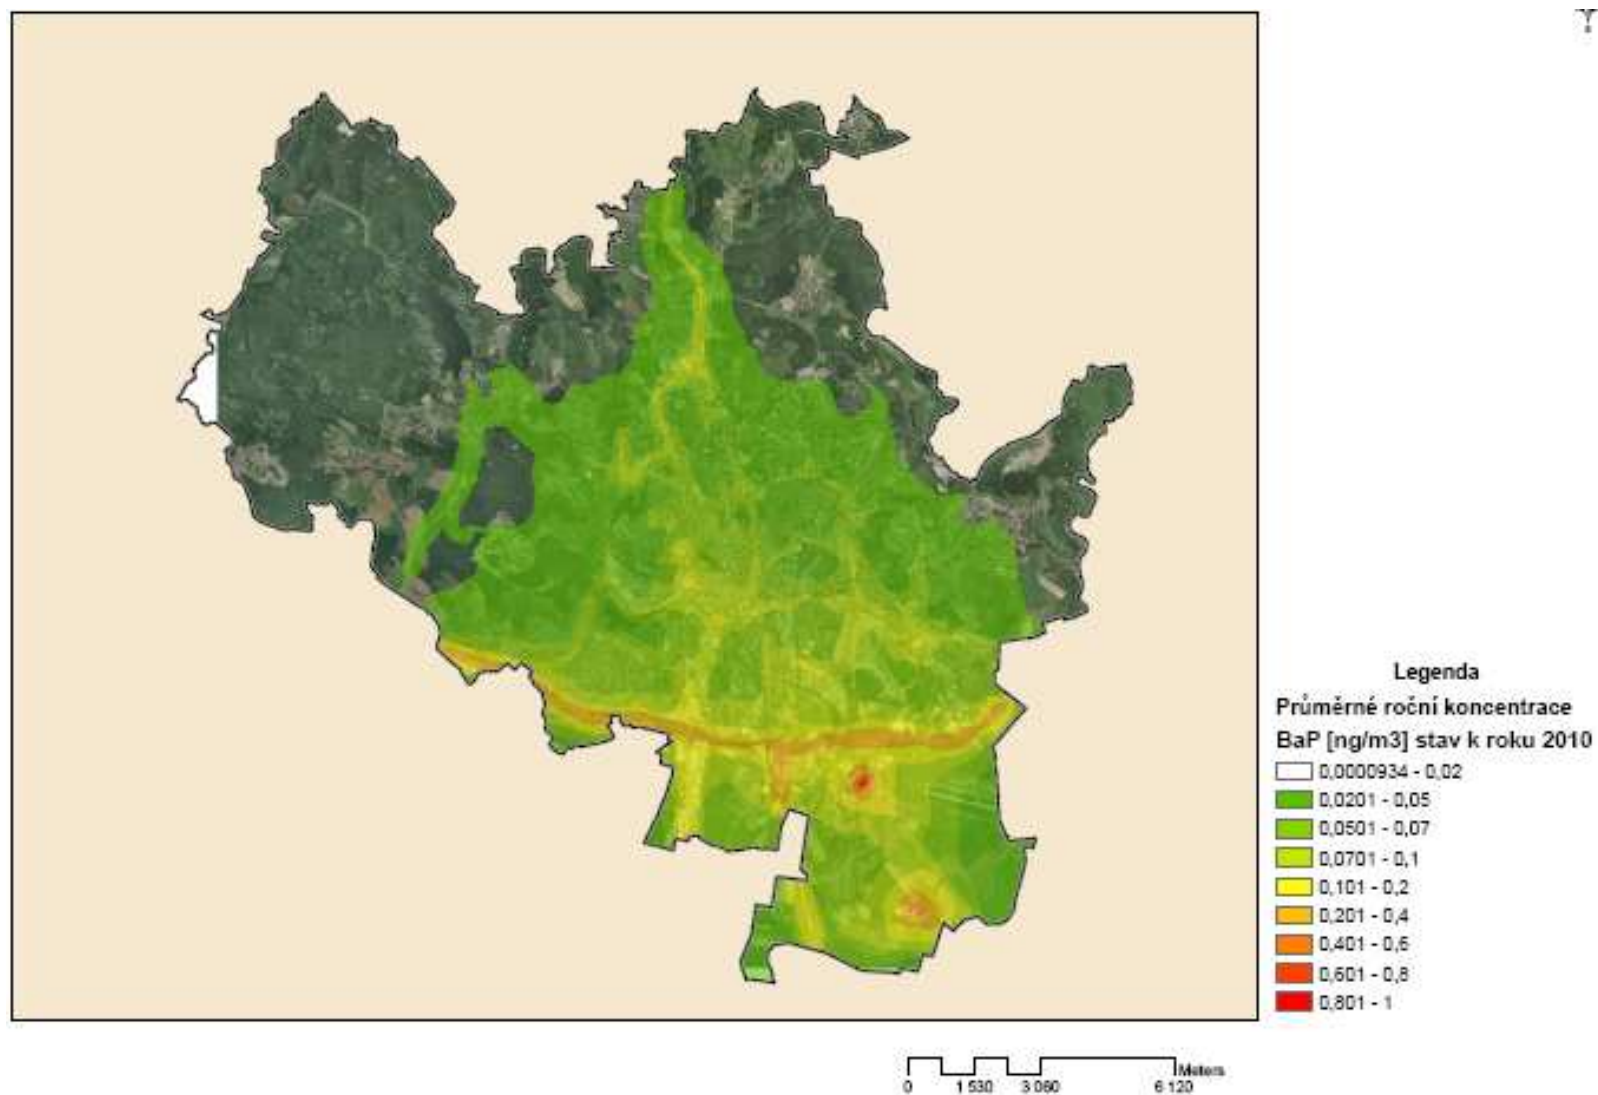 Legenda
Průměrné roční koncentrace
BaP [ng/m3] stav k roku 2010
0,0000934 - 0,02
0,0201 - 0,05
0,0501 - 0,07
0,0701 - 0,1
0,101 - 0,2
0,201 - 0,4
0,401 - 0,6
0,601 - 0,8
0,801 - 1
Meters
0 1 530 3 060 6 120